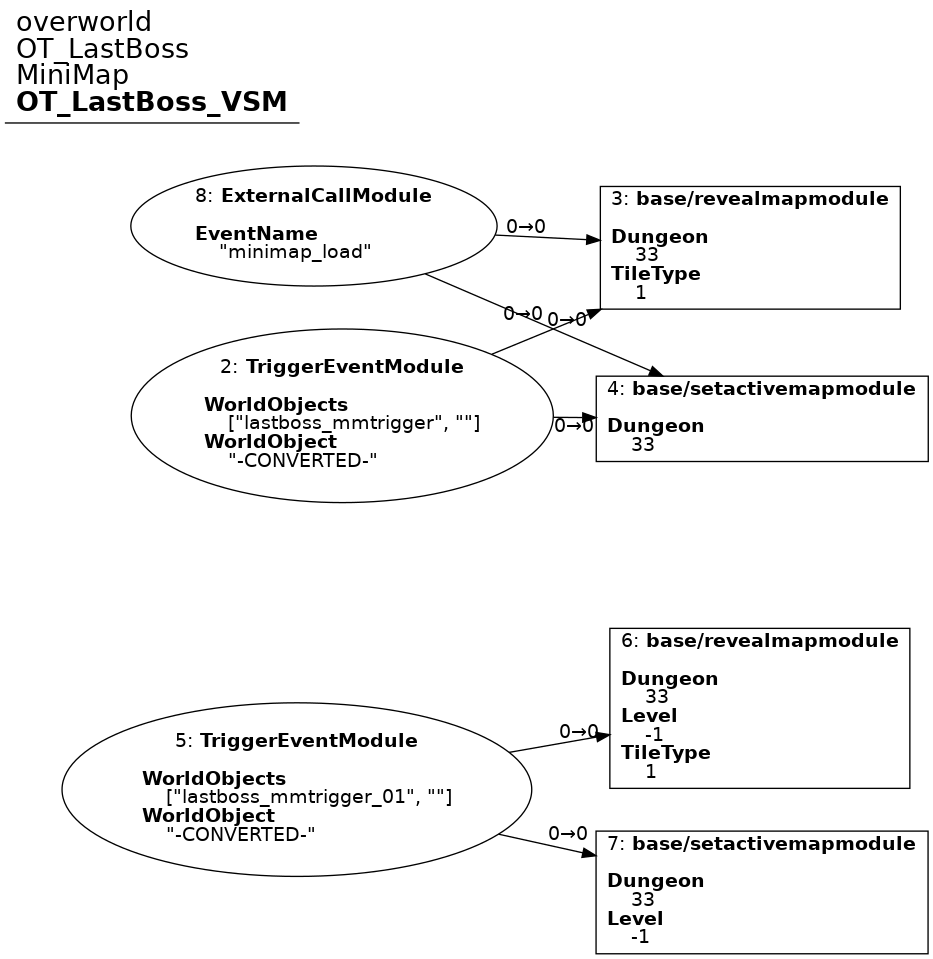 overworld
OT_LastBoss
MiniMap
OT_LastBoss_VSM
8: ExternalCallModule
EventName
"minimap_load"
0→0
3: base/revealmapmodule
Dungeon
33
TileType
1
0→0
0→0
2: TriggerEventModule
WorldObjects
["lastboss_mmtrigger", ""]
WorldObject
"-CONVERTED-"
0→0
4: base/setactivemapmodule
Dungeon
33
6: base/revealmapmodule
Dungeon
33
Level
-1
TileType
1
5: TriggerEventModule
WorldObjects
["lastboss_mmtrigger_01", ""]
WorldObject
"-CONVERTED-"
0→0
0→0
7: base/setactivemapmodule
Dungeon
33
Level
-1